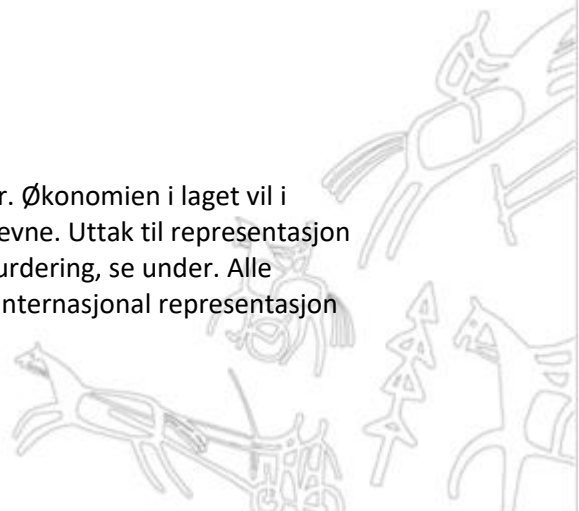 r. Økonomien i laget vil i
evne. Uttak til representasjon
urdering, se under. Alle
internasjonal representasjon